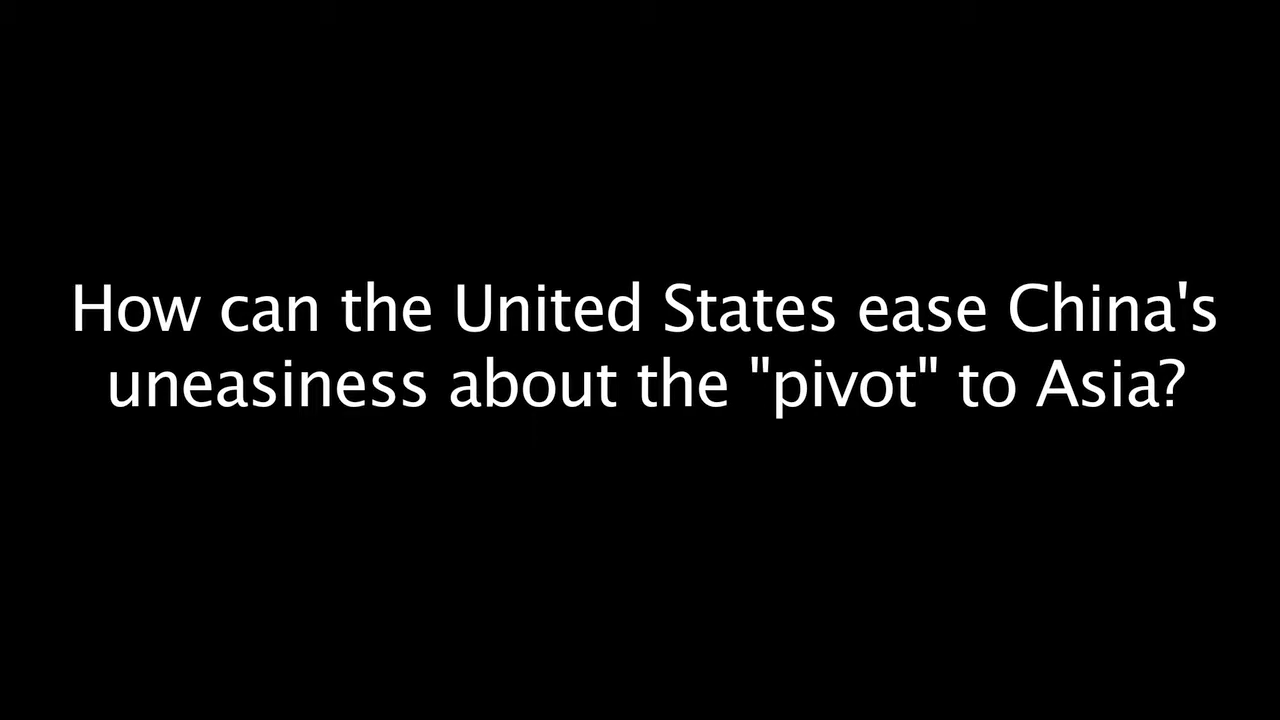 How can the United States ease China's
uneasiness about the "pivot" to Asia?